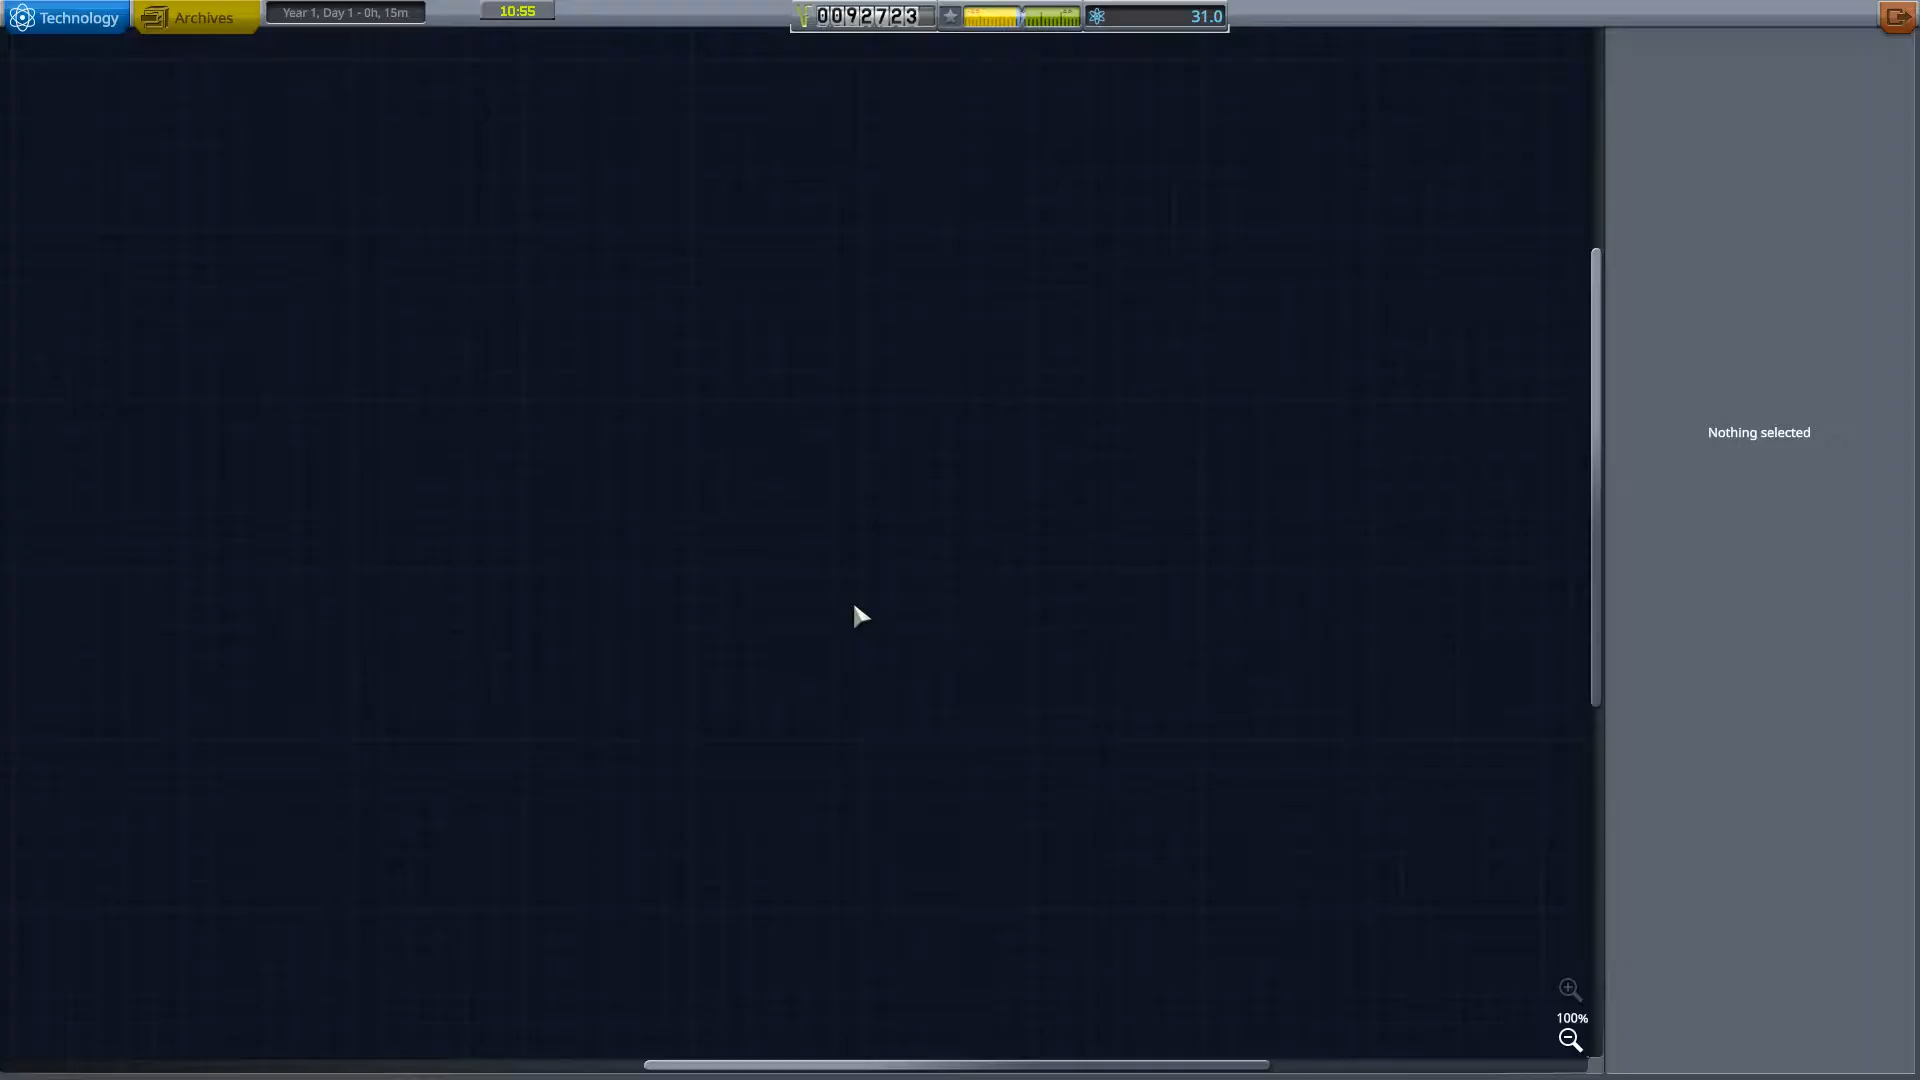 Technology
Archives
Year 1, Day 1 - 0h, 15m
10:55
0092723
31.0
Nothing selected
100%